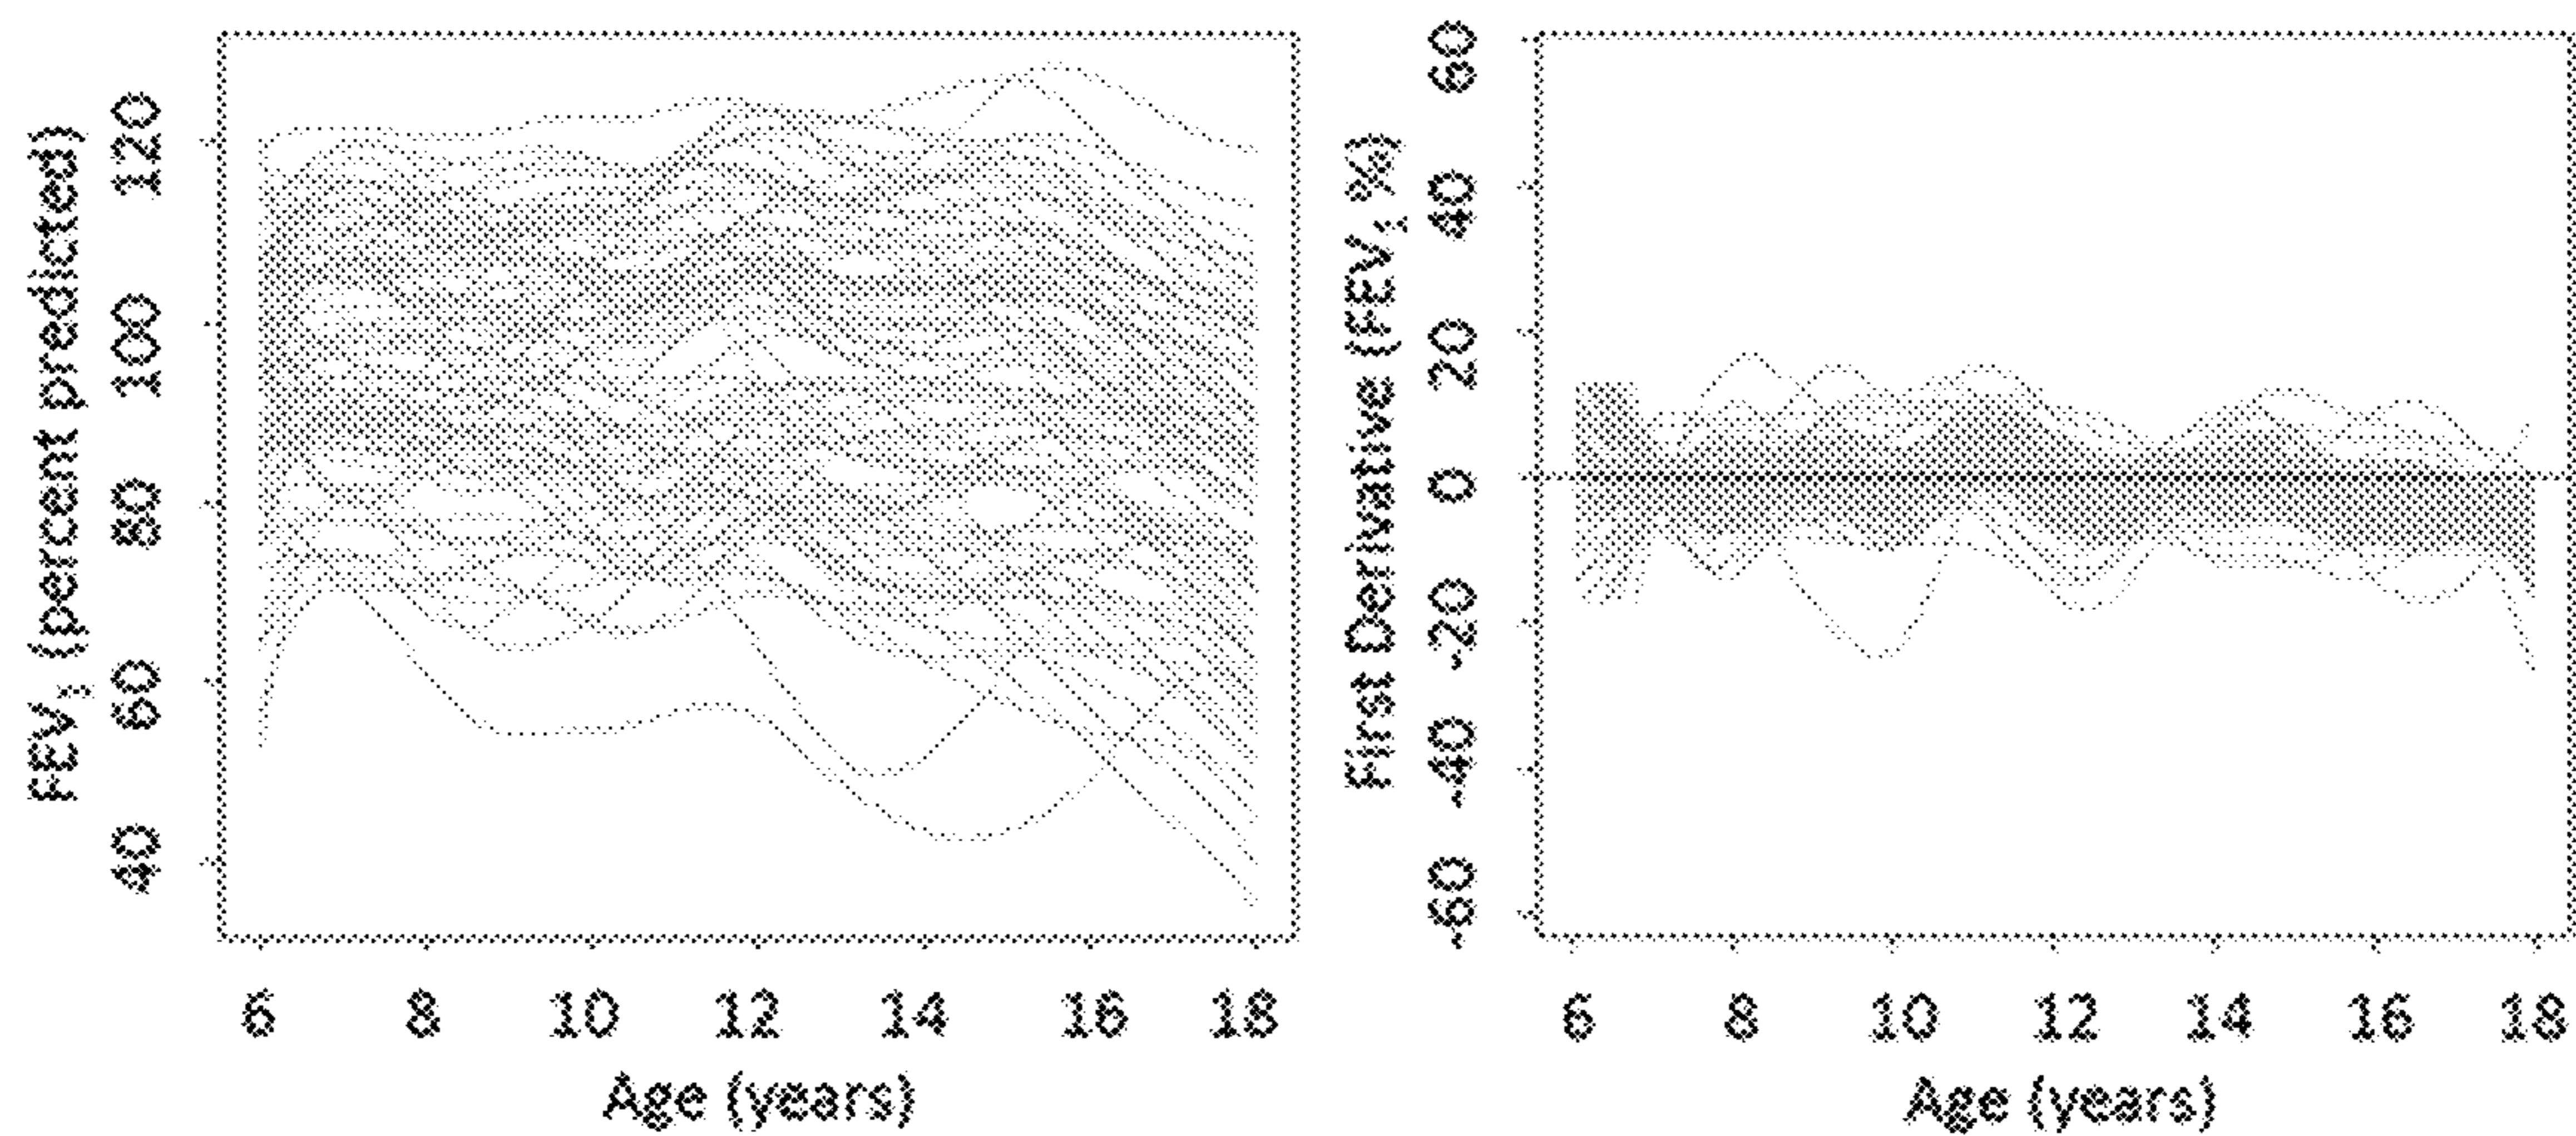 FEV₁ (percent predicted)
120
100
80
60
40
6 8 10 12 14 16 18
Age (years)
First Derivative (FEV₁ %)
60
40
20
0
-20
-40
-60
6 8 10 12 14 16 18
Age (years)